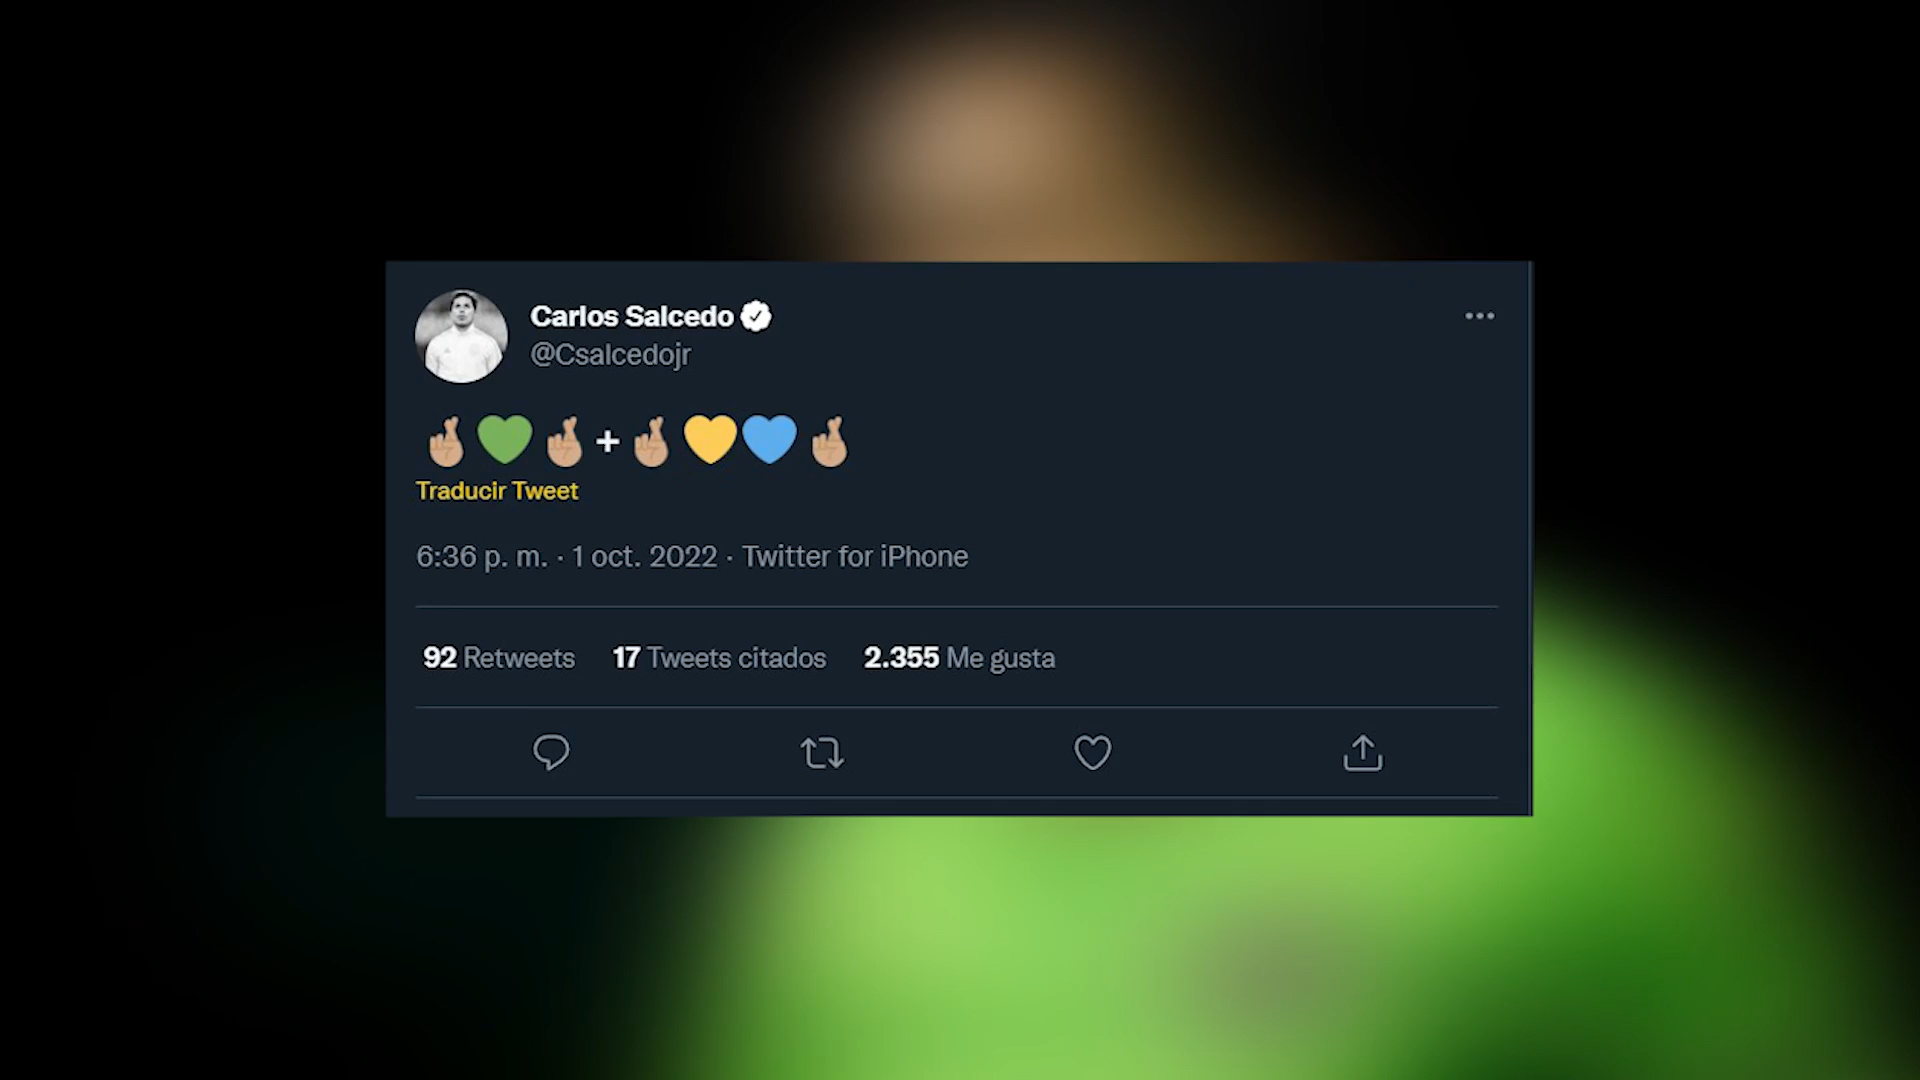 Carlos Salcedo
@Csalcedojr
🤞🏼💚🤞🏼+🤞🏼💛💙🤞🏼
Traducir Tweet
6:36 p. m. · 1 oct. 2022 · Twitter for iPhone
92 Retweets 17 Tweets citados 2.355 Me gusta